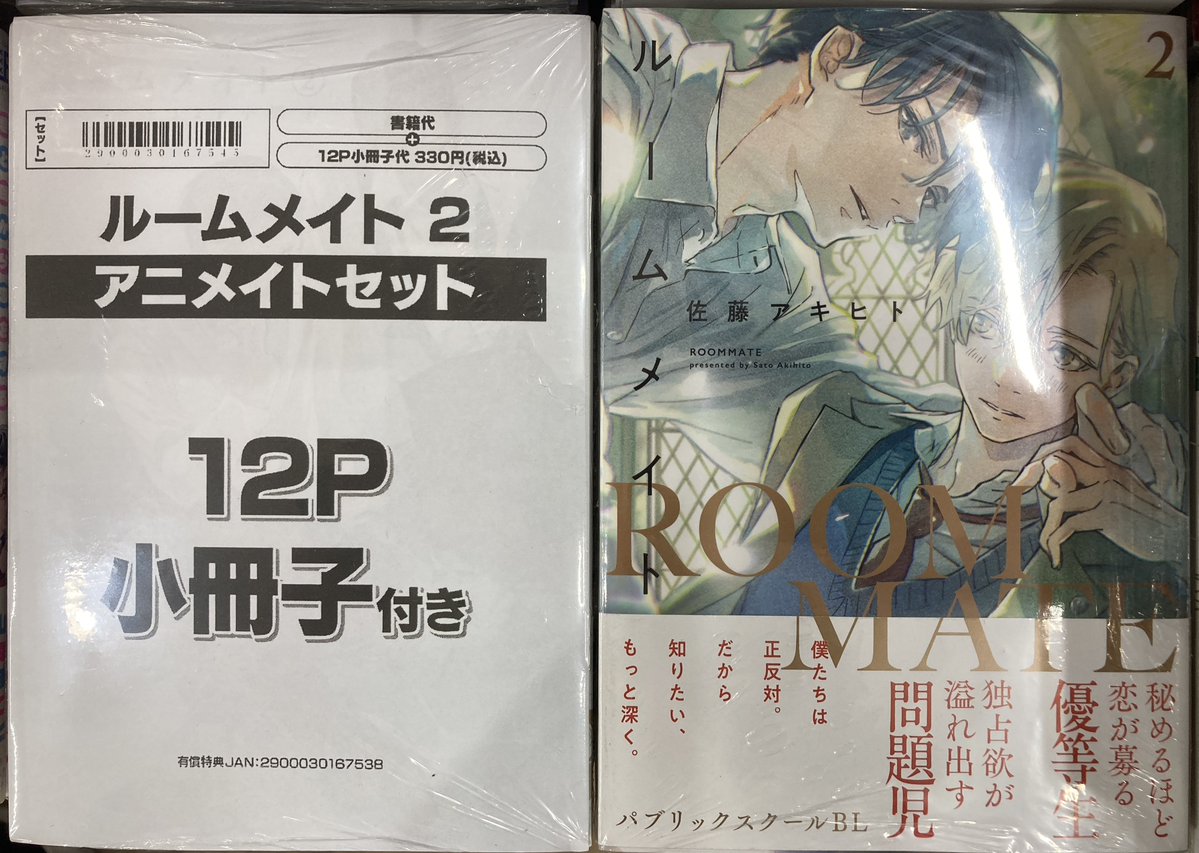 【セット】
2900030167545
書籍代
+
12P小冊子代 330円(税込)
ルームメイト 2
アニメイトセット
12P
小冊子付き
有償特典JAN:2900030167538
2
ルームメイト
佐藤アキヒト
ROOMMATE
presented by Sato Akihito
ROOM
MATE
秘めるほど
恋が募る
優等生
独占欲が
溢れ出す
問題児
僕たちは
正反対。
だから
知りたい、
もっと深く。
パブリックスクールBL